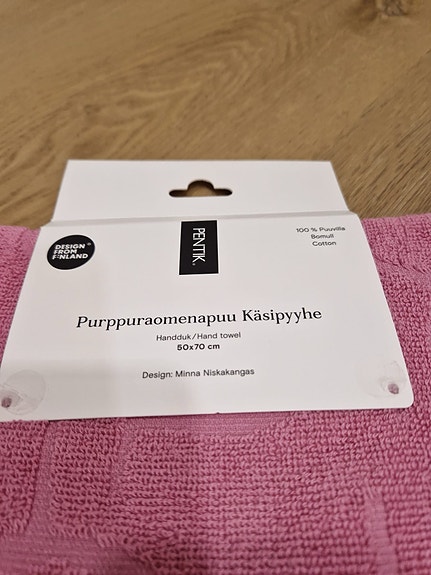 PENTIK
DESIGN
FROM
FINLAND
100 % Puuvilla
Bomull
Cotton
Purppuraomenapuu Käsipyyhe
Handduk/Hand towel
50x70 cm
Design: Minna Niskakangas